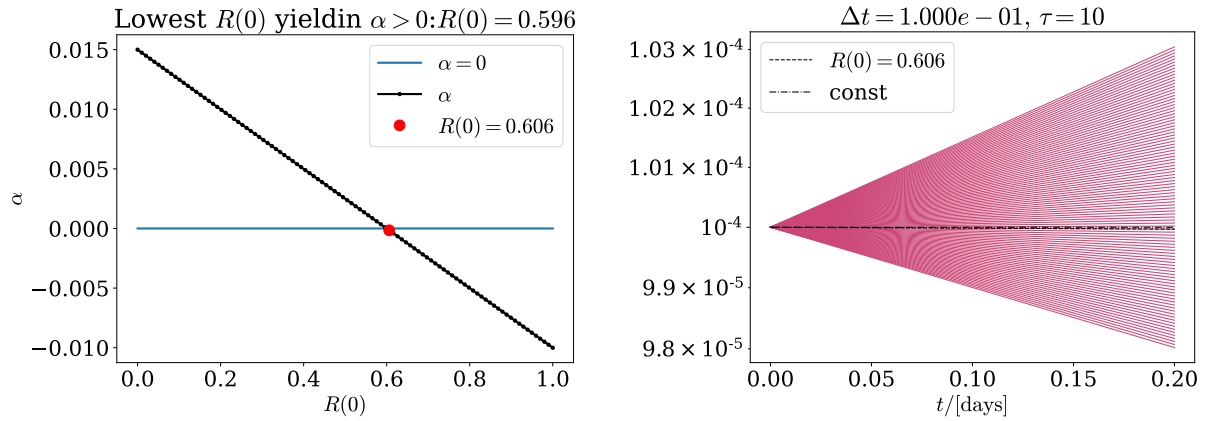 Lowest R(0) yieldin α > 0:R(0) = 0.596
α = 0
α
R(0) = 0.606
0.015
0.010
0.005
0.000
−0.005
−0.010
α
0.0 0.2 0.4 0.6 0.8 1.0
R(0)
Δt = 1.000e − 01, τ = 10
R(0) = 0.606
const
1.03 × 10⁻⁴
1.02 × 10⁻⁴
1.01 × 10⁻⁴
10⁻⁴
9.9 × 10⁻⁵
9.8 × 10⁻⁵
0.00 0.05 0.10 0.15 0.20
t/[days]